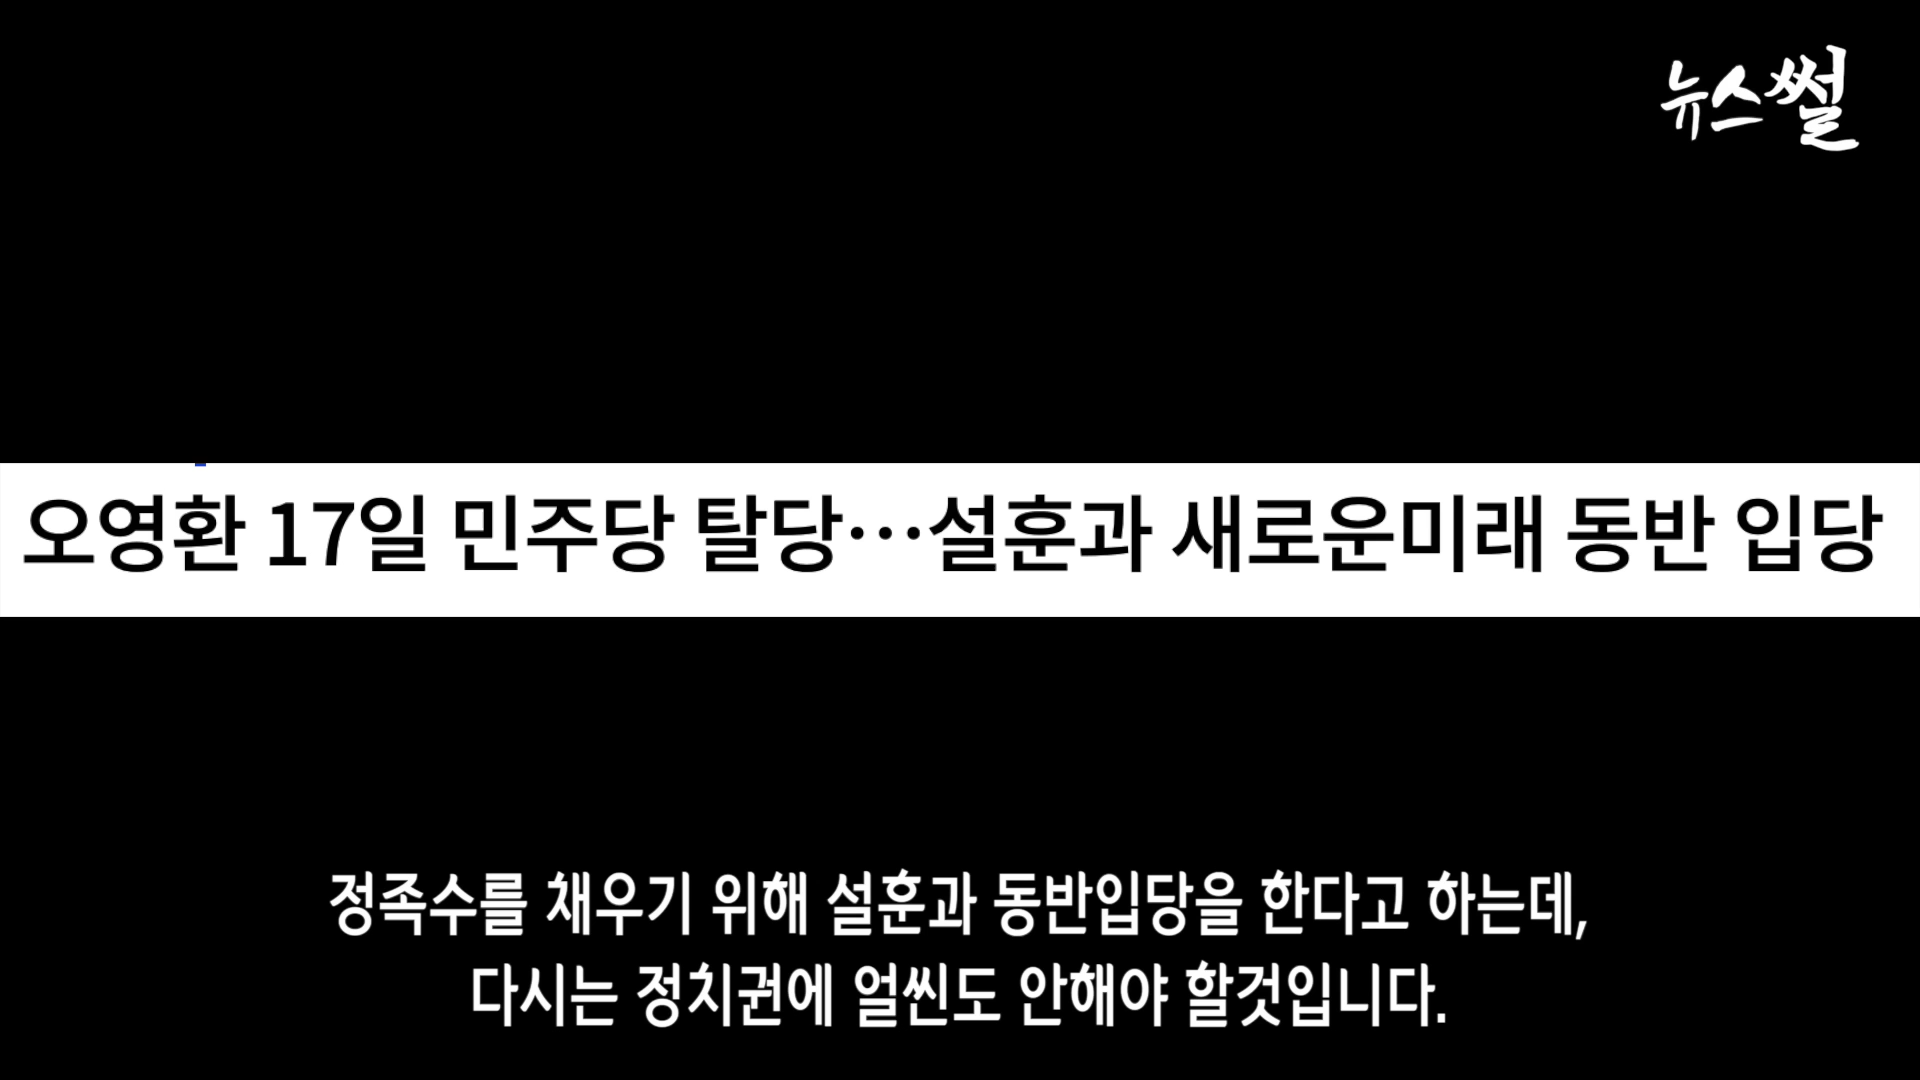 뉴스썰
오영환 17일 민주당 탈당…설훈과 새로운미래 동반 입당
정족수를 채우기 위해 설훈과 동반입당을 한다고 하는데,
다시는 정치권에 얼씬도 안해야 할것입니다.